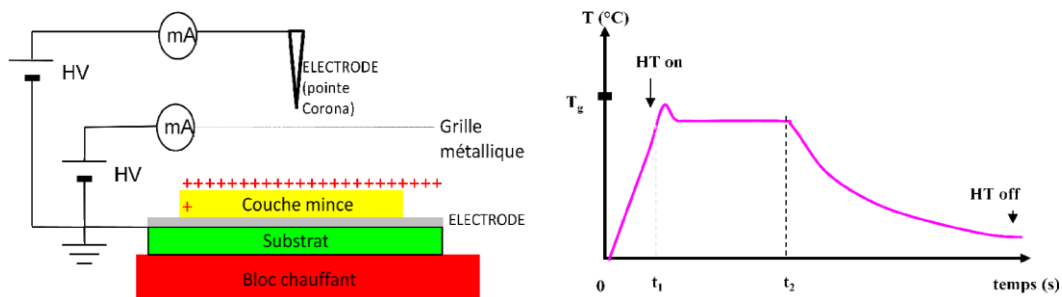 mA
HV
ELECTRODE
(pointe
Corona)
mA
Grille
métallique
HV
+++++++++++++++++++
+
Couche mince
ELECTRODE
Substrat
Bloc chauffant
T (°C)
HT on
Tg
HT off
0
t1
t2
temps (s)